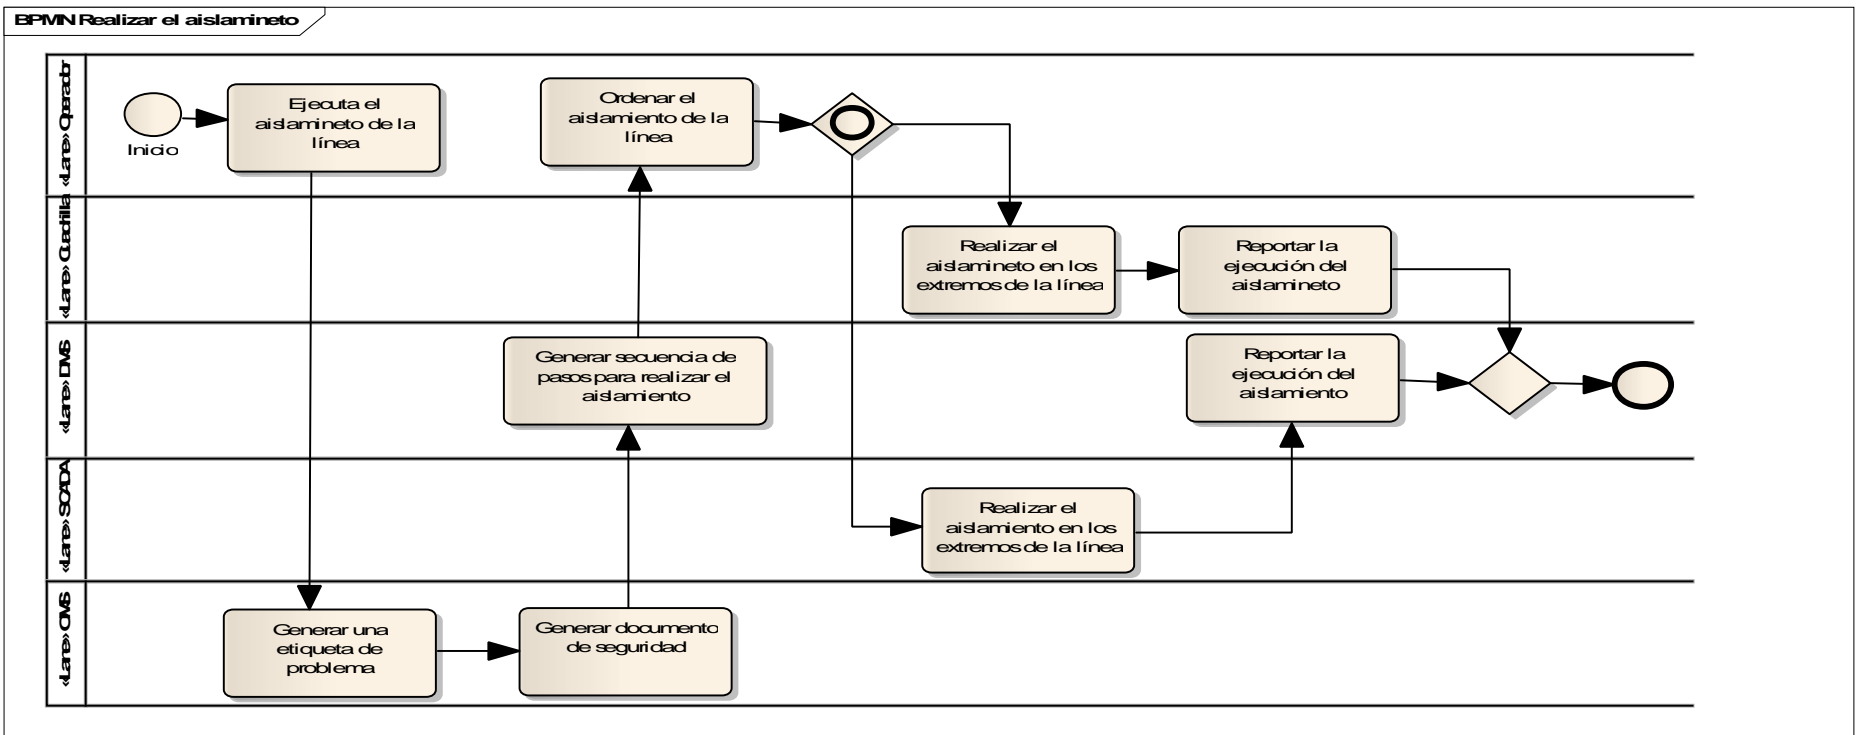 BPMN Realizar el aislamineto
«Lane» Operador
Inicio
Ejecuta el
aislamineto de la
línea
Ordenar el
aislamiento de la
línea
«Lane» Cuadrilla
Realizar el
aislamineto en los
extremos de la línea
Reportar la
ejecución del
aislamineto
«Lane» DMS
Generar secuencia de
pasos para realizar el
aislamiento
Reportar la
ejecución del
aislamiento
«Lane» SCADA
Realizar el
aislamiento en los
extremos de la línea
«Lane» OMS
Generar una
etiqueta de
problema
Generar documento
de seguridad